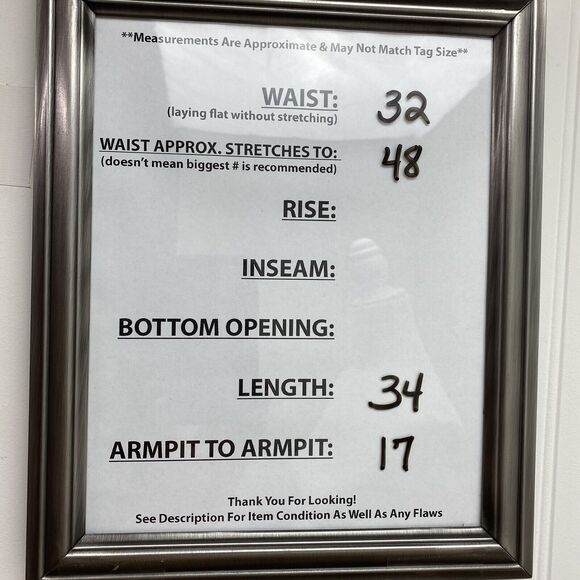 **Measurements Are Approximate & May Not Match Tag Size**
WAIST: 32
(laying flat without stretching)
WAIST APPROX. STRETCHES TO: 48
(doesn't mean biggest # is recommended)
RISE:
INSEAM:
BOTTOM OPENING:
LENGTH: 34
ARMPIT TO ARMPIT: 17
Thank You For Looking!
See Description For Item Condition As Well As Any Flaws